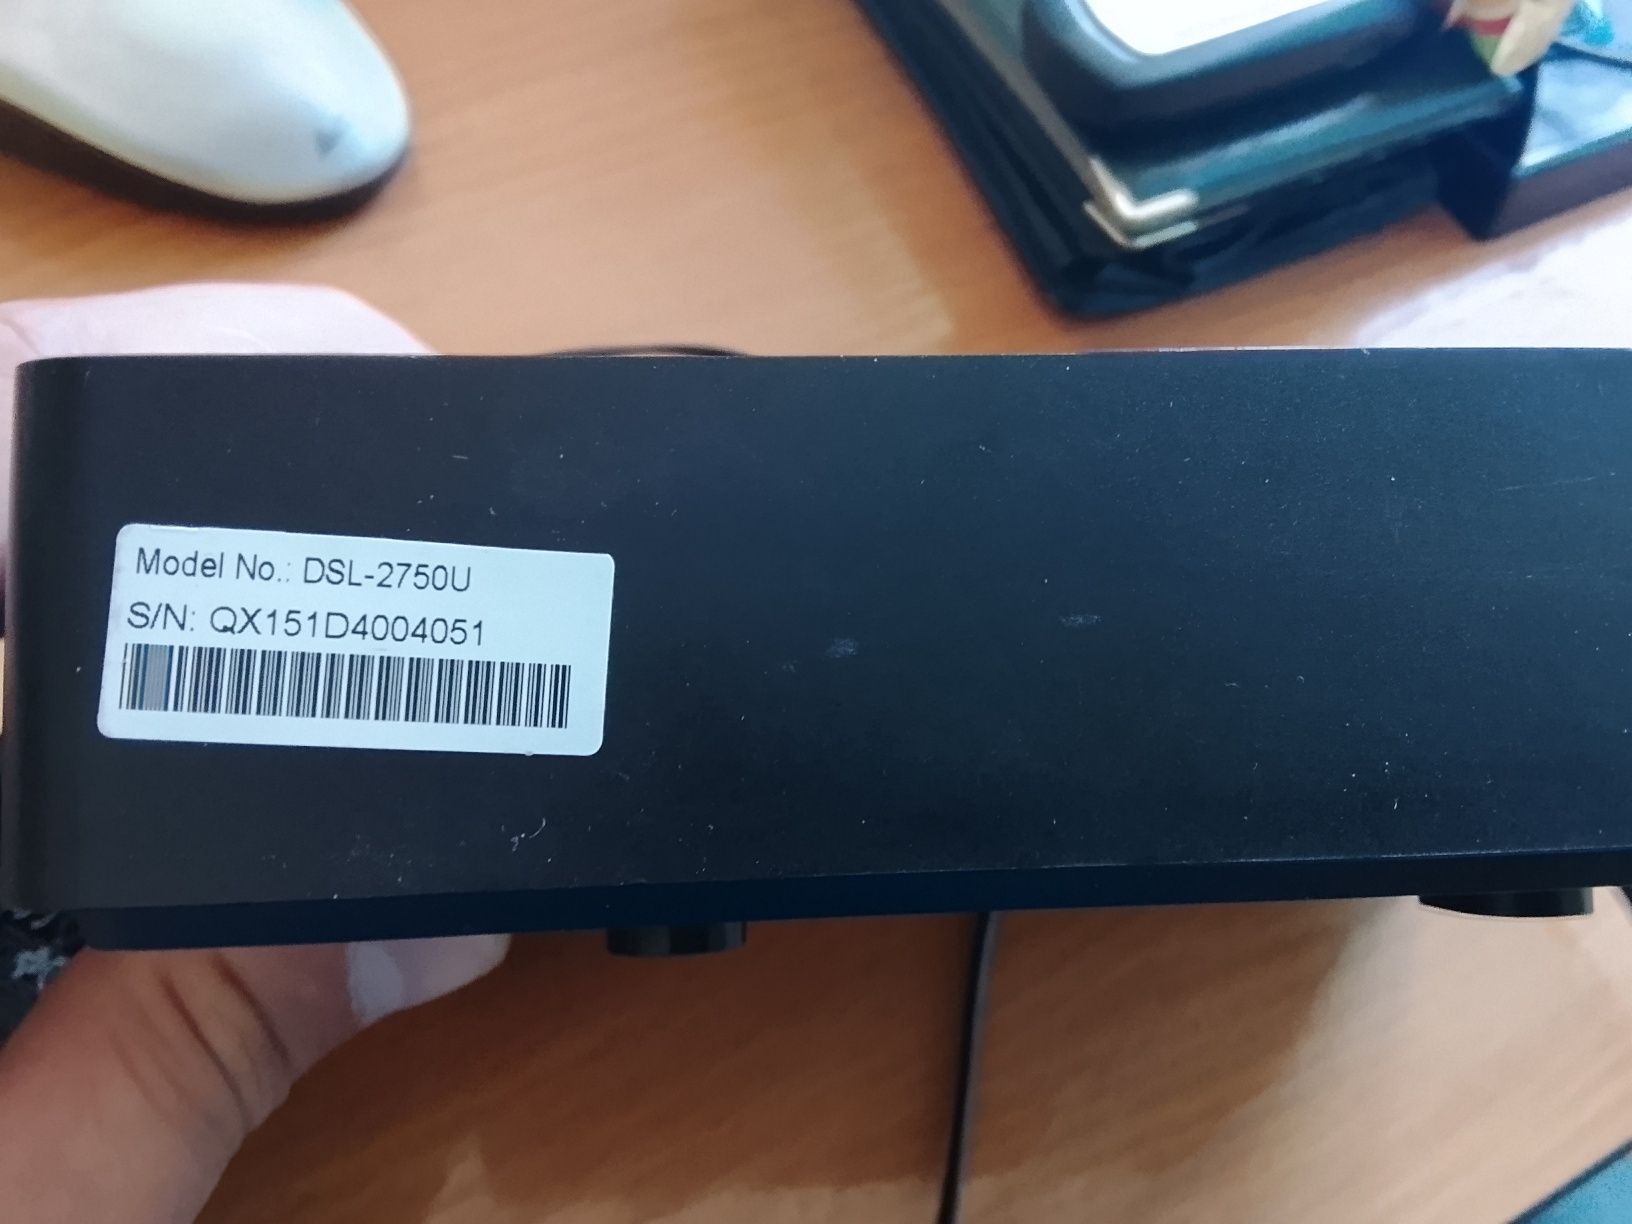 Model No.: DSL-2750U
S/N: QX151D4004051